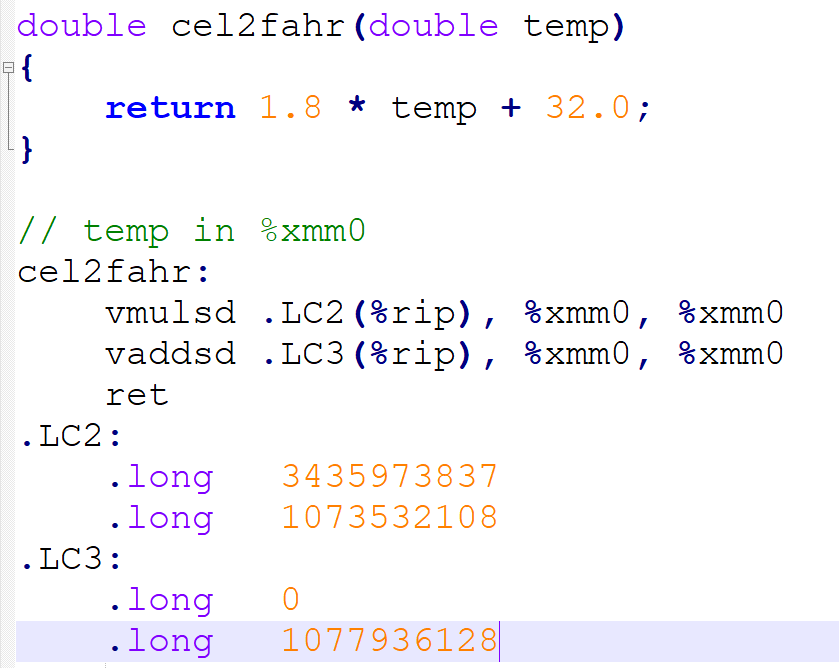 double cel2fahr(double temp)
{
    return 1.8 * temp + 32.0;
}

// temp in %xmm0
cel2fahr:
    vmulsd .LC2(%rip), %xmm0, %xmm0
    vaddsd .LC3(%rip), %xmm0, %xmm0
    ret
.LC2:
    .long   3435973837
    .long   1073532108
.LC3:
    .long   0
    .long   1077936128